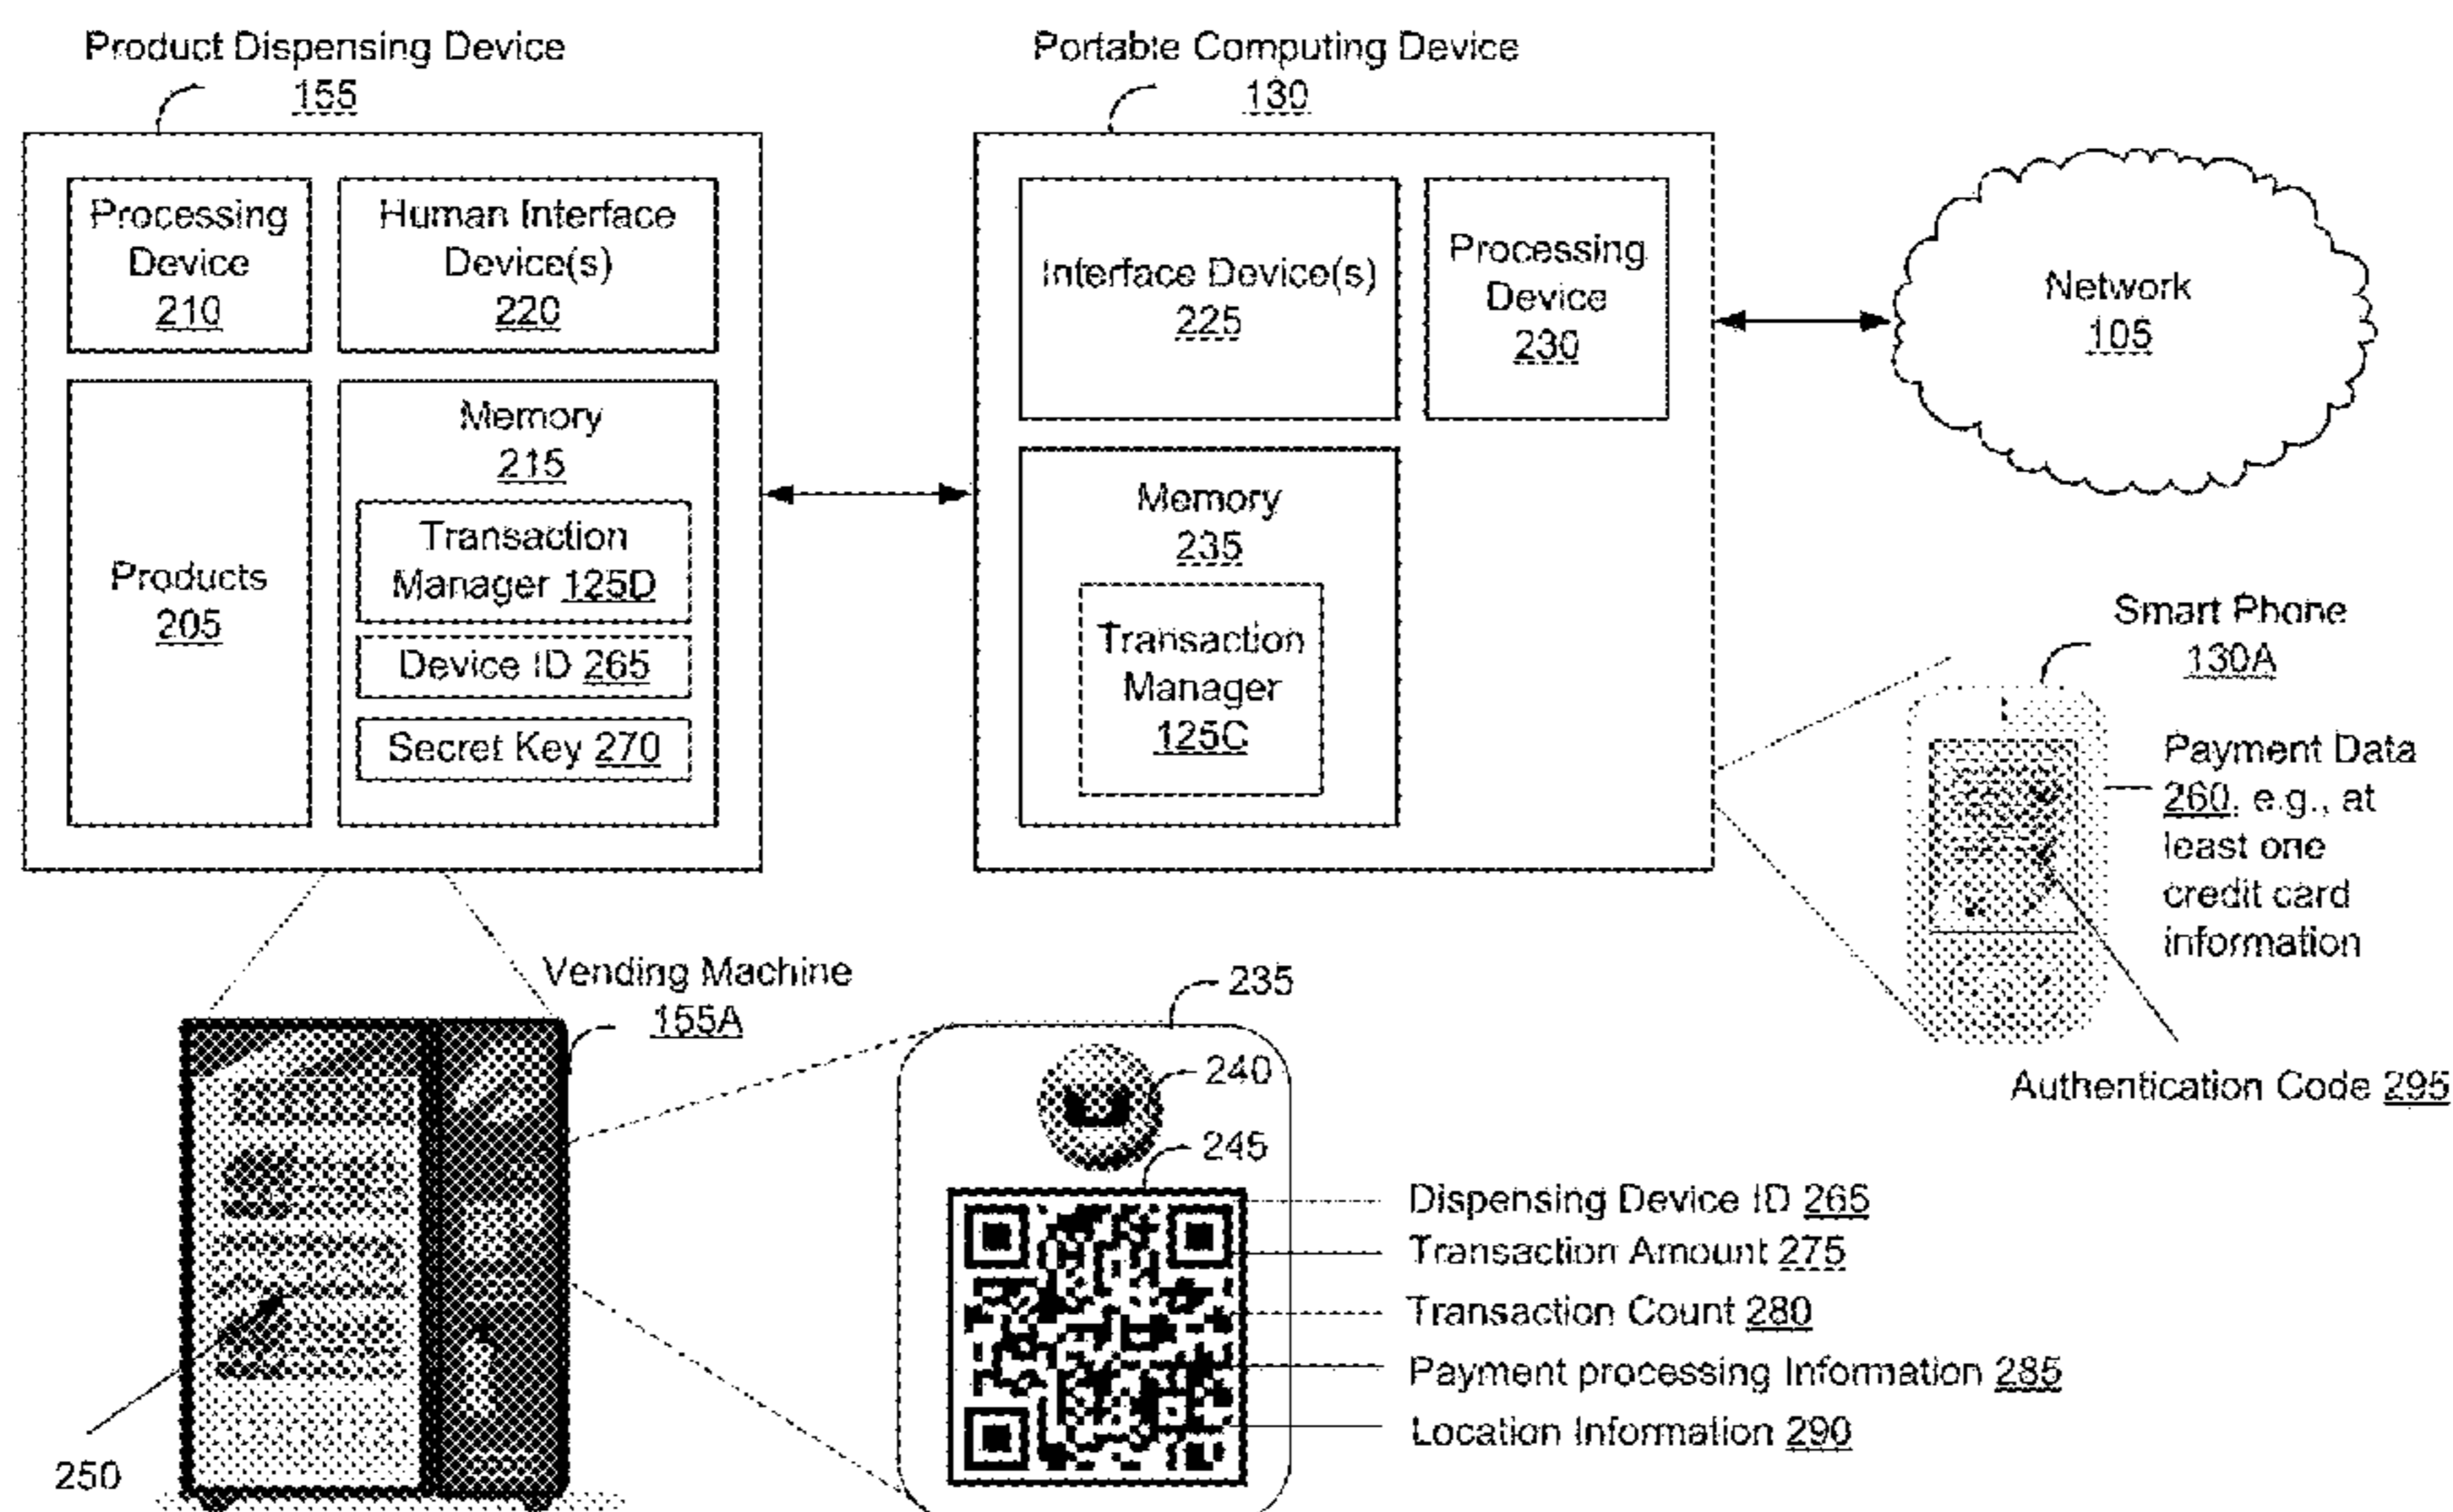 Product Dispensing Device
155
Portable Computing Device
130
Processing
Device
210
Human Interface
Device(s)
220
Products
205
Memory
215
Transaction
Manager 125D
Device ID 265
Secret Key 270
Interface Device(s)
225
Processing
Device
230
Memory
235
Transaction
Manager
125C
Network
105
Smart Phone
130A
Payment Data
260, e.g., at
least one
credit card
information
Authentication Code 295
Vending Machine
155A
250
235
240
245
Dispensing Device ID 265
Transaction Amount 275
Transaction Count 280
Payment processing Information 285
Location Information 290